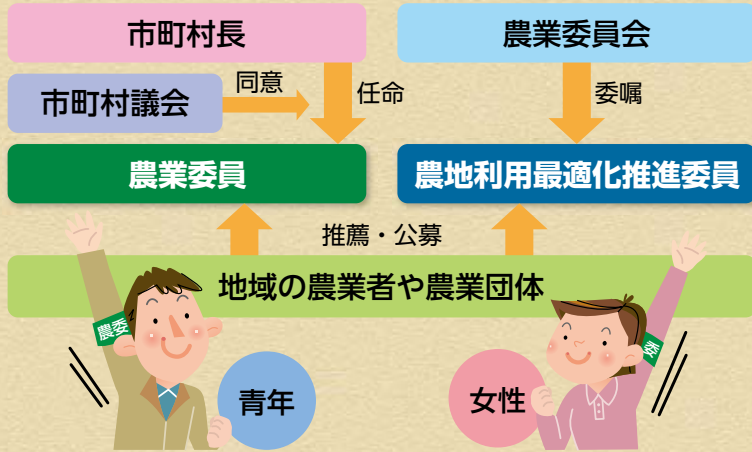 市町村長
農業委員会
市町村議会
同意
任命
委嘱
農業委員
農地利用最適化推進委員
推薦・公募
地域の農業者や農業団体
農委
委
青年
女性